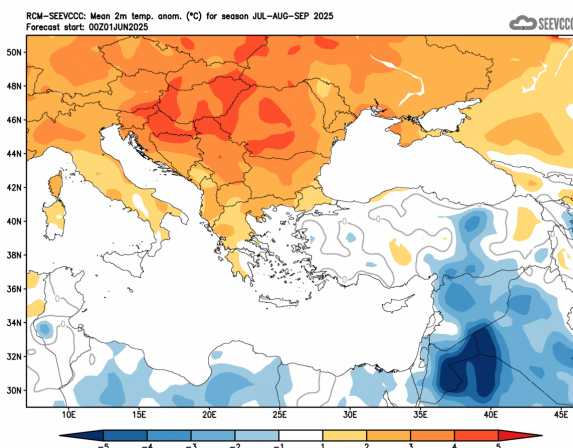 RCM-SEEVCCC: Mean 2m temp. anom. (°C) for season JUL-AUG-SEP 2025
Forecast start: 00Z01JUN2025
SEEVCCC
50N
48N
46N
44N
42N
40N
38N
36N
34N
32N
30N
10E 15E 20E 25E 30E 35E 40E 45E
-5 -4 -3 -2 -1 1 2 3 4 5